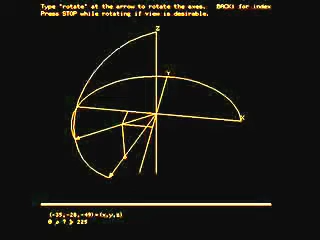 Type "rotate" at the arrow to rotate the axes. BACK1 for index
Press STOP while rotating if view is desirable.
Z
Y
X
(-35,-28,-49)=(x,y,z)
θ ρ ? ≥ 225